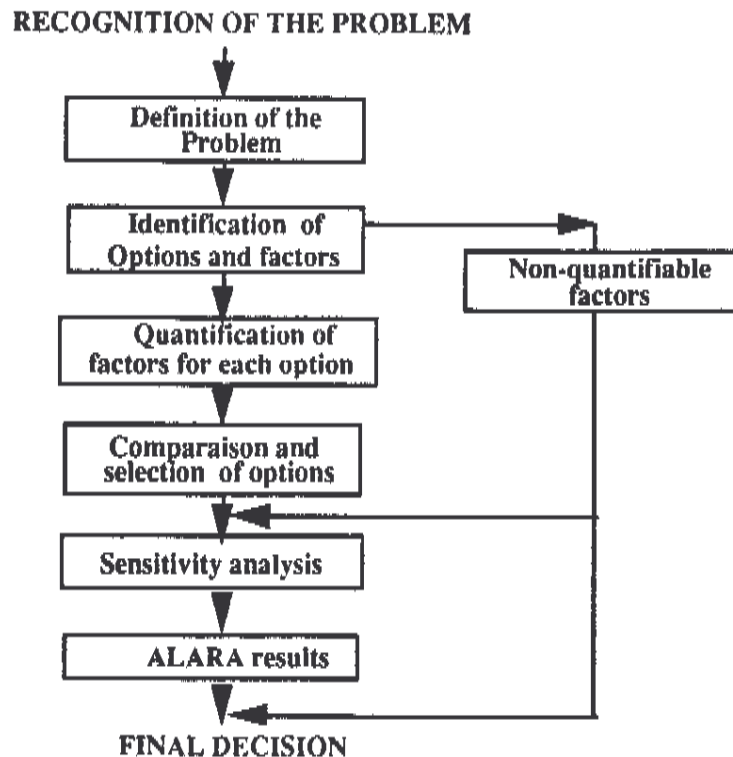 RECOGNITION OF THE PROBLEM
Definition of the
Problem
Identification of
Options and factors
Non-quantifiable
factors
Quantification of
factors for each option
Comparaison and
selection of options
Sensitivity analysis
ALARA results
FINAL DECISION